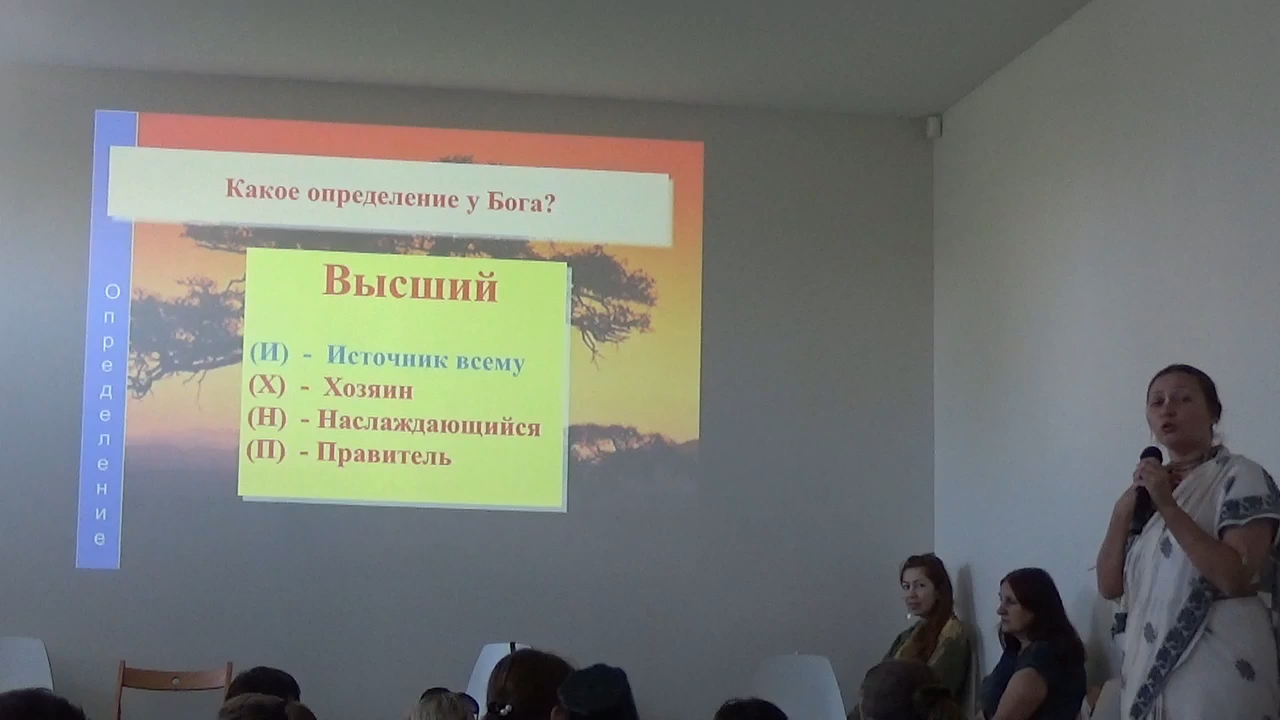 Какое определение у Бога?
Высший
(И) - Источник всему
(Х) - Хозяин
(Н) - Наслаждающийся
(П) - Правитель
Определение